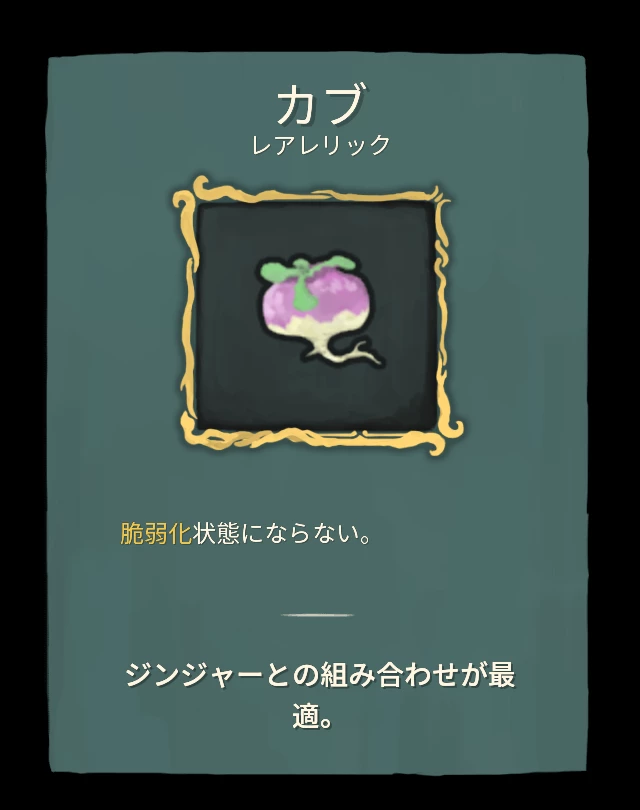 カブ
レアレリック
脆弱化状態にならない。
ジンジャーとの組み合わせが最
適。